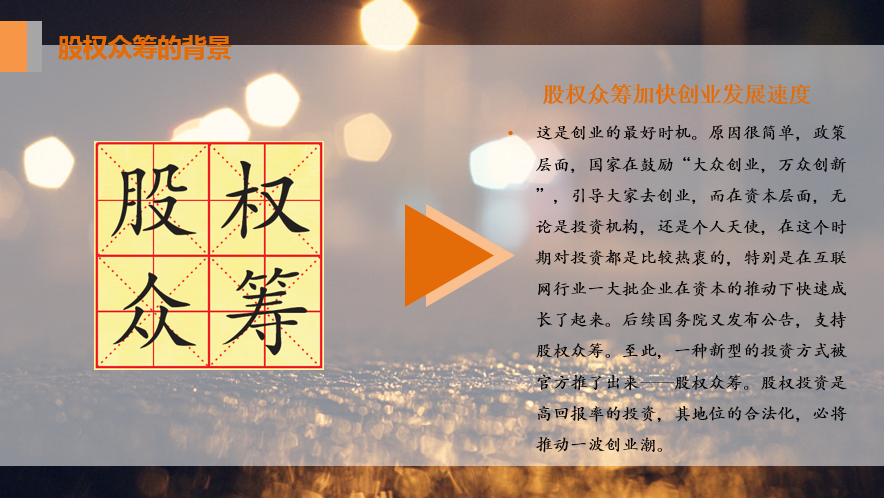 股权众筹的背景
股权
众筹
股权众筹加快创业发展速度
这是创业的最好时机。原因很简单，政策
层面，国家在鼓励“大众创业，万众创新
”，引导大家去创业，而在资本层面，无
论是投资机构，还是个人天使，在这个时
期对投资都是比较热衷的，特别是在互联
网行业一大批企业在资本的推动下快速成
长了起来。后续国务院又发布公告，支持
股权众筹。至此，一种新型的投资方式被
官方推了出来——股权众筹。股权投资是
高回报率的投资，其地位的合法化，必将
推动一波创业潮。